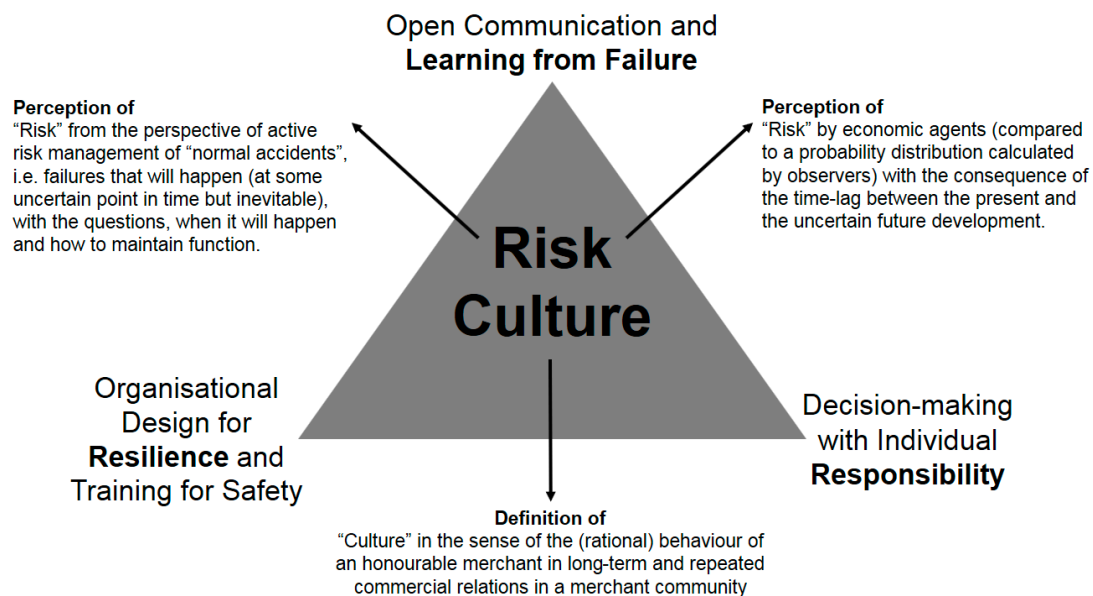 Open Communication and
Learning from Failure
Perception of
“Risk” from the perspective of active
risk management of “normal accidents”,
i.e. failures that will happen (at some
uncertain point in time but inevitable),
with the questions, when it will happen
and how to maintain function.
Perception of
“Risk” by economic agents (compared
to a probability distribution calculated
by observers) with the consequence of
the time-lag between the present and
the uncertain future development.
Risk
Culture
Organisational
Design for
Resilience and
Training for Safety
Decision-making
with Individual
Responsibility
Definition of
“Culture” in the sense of the (rational) behaviour of
an honourable merchant in long-term and repeated
commercial relations in a merchant community